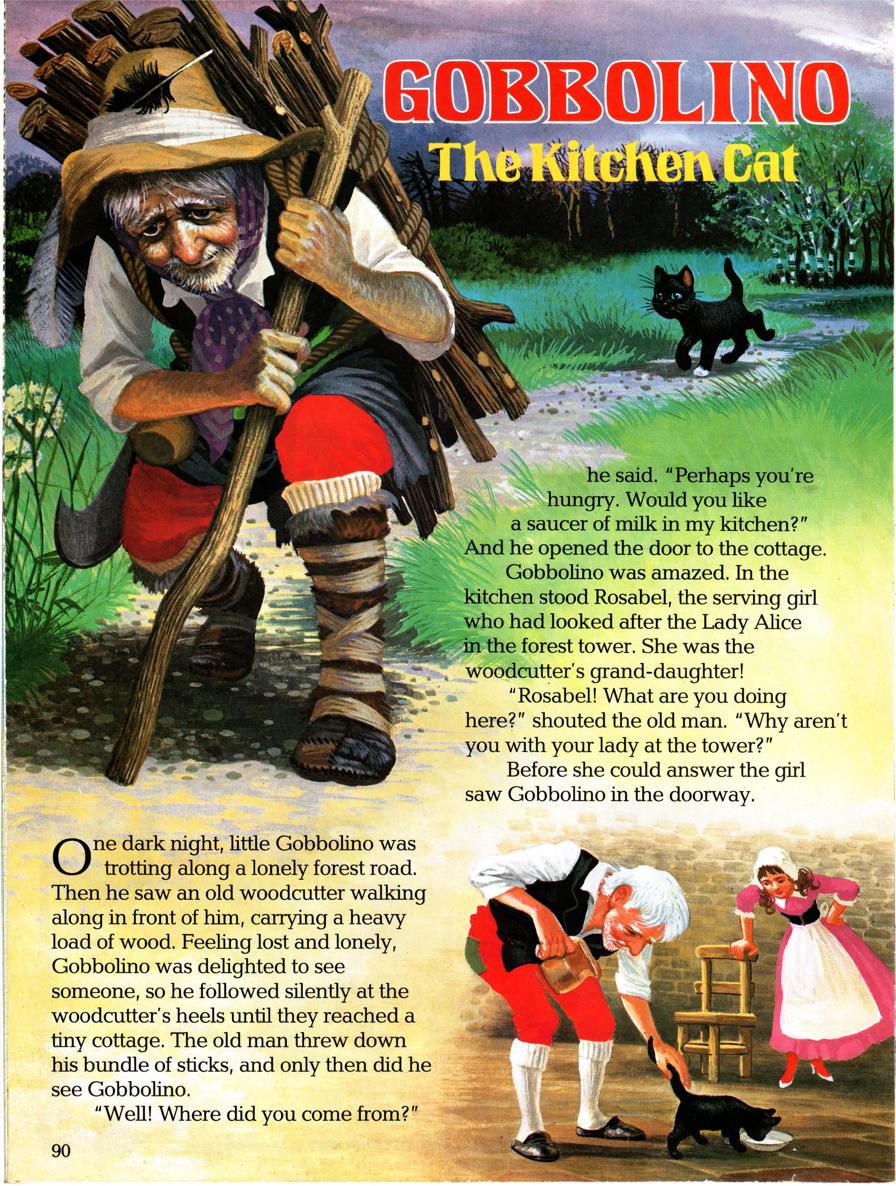 GOBBOLINO
The Kitchen Cat
One dark night, little Gobbolino was
trotting along a lonely forest road.
Then he saw an old woodcutter walking
along in front of him, carrying a heavy
load of wood. Feeling lost and lonely,
Gobbolino was delighted to see
someone, so he followed silently at the
woodcutter's heels until they reached a
tiny cottage. The old man threw down
his bundle of sticks, and only then did he
see Gobbolino.
“Well! Where did you come from?”
he said. “Perhaps you're
hungry. Would you like
a saucer of milk in my kitchen?”
And he opened the door to the cottage.
Gobbolino was amazed. In the
kitchen stood Rosabel, the serving girl
who had looked after the Lady Alice
in the forest tower. She was the
woodcutter's grand-daughter!
“Rosabel! What are you doing
here?” shouted the old man. “Why aren't
you with your lady at the tower?”
Before she could answer the girl
saw Gobbolino in the doorway.
90